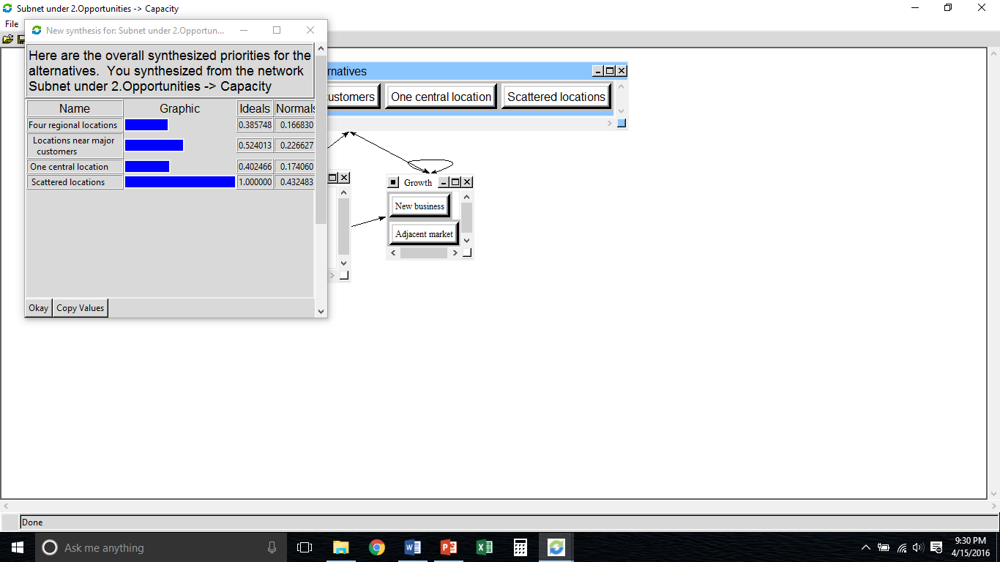 Subnet under 2.Opportunities -> Capacity
File
New synthesis for: Subnet under 2.Opportun...
Here are the overall synthesized priorities for the
alternatives. You synthesized from the network
Subnet under 2.Opportunities -> Capacity
Name Graphic Ideals Normals
Four regional locations 0.385748 0.166830
Locations near major
customers 0.524013 0.226627
One central location 0.402466 0.174060
Scattered locations 1.000000 0.432483
Okay Copy Values
rnatives
ustomers One central location Scattered locations
Growth
New business
Adjacent market
Done
Ask me anything
9:30 PM
4/15/2016